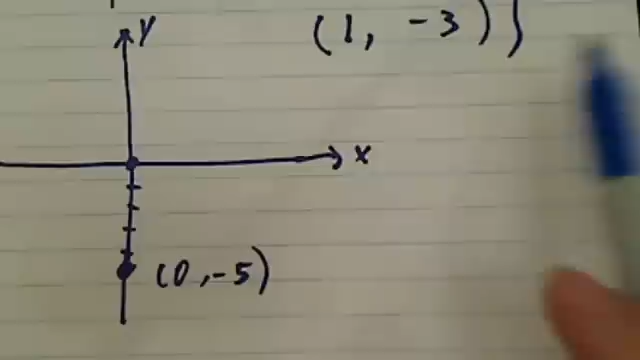 (1, -3)}
y
x
(0, -5)